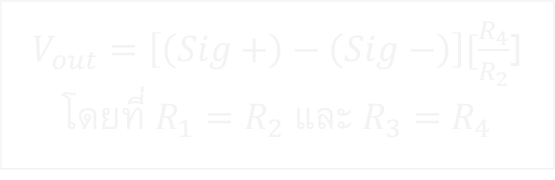 V_out = [(Sig +) − (Sig −)][R_4/R_2]
โดยที่ R_1 = R_2 และ R_3 = R_4